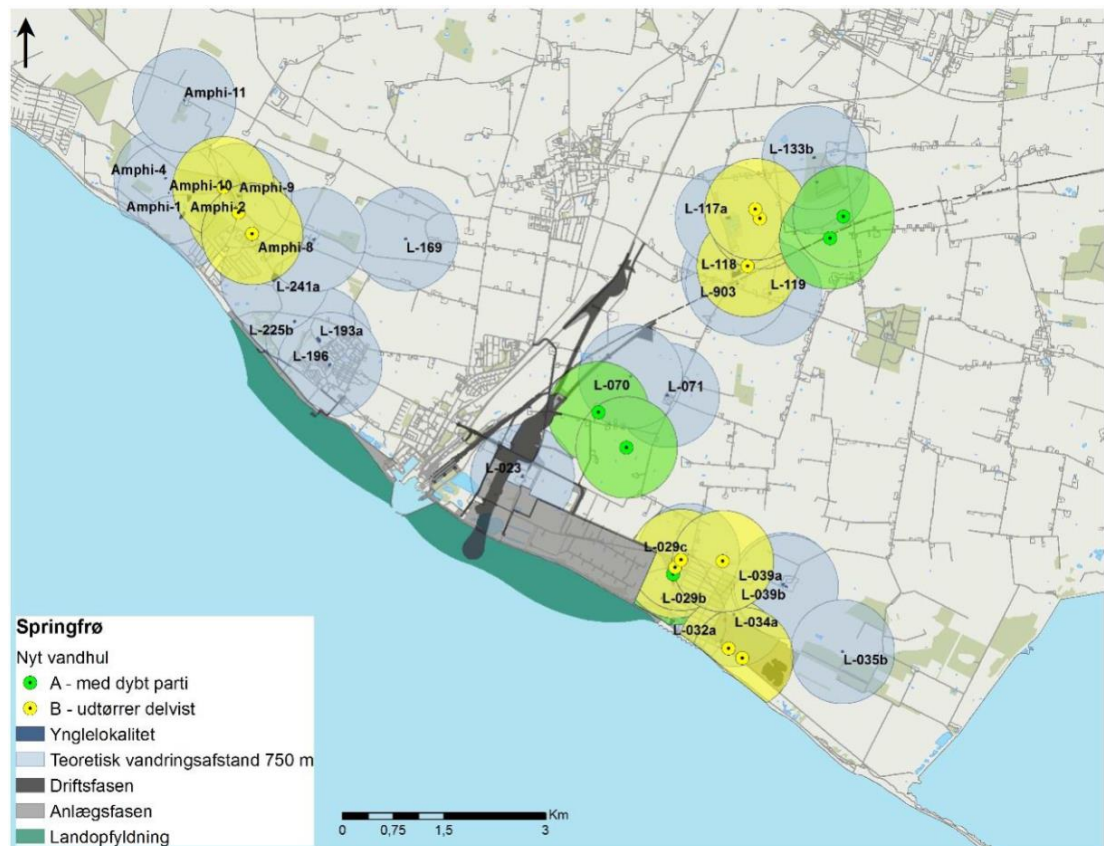 Amphi-11
Amphi-4
Amphi-10
Amphi-9
Amphi-1
Amphi-2
Amphi-8
L-169
L-241a
L-225b
L-193a
L-196
L-133b
L-117a
L-118
L-903
L-119
L-070
L-071
L-023
L-029c
L-039a
L-029b
L-039b
L-032a
L-034a
L-035b
Springfrø
Nyt vandhul
A - med dybt parti
B - udtørrer delvist
Ynglelokalitet
Teoretisk vandringsafstand 750 m
Driftsfasen
Anlægsfasen
Landopfyldning
Km
0 0,75 1,5 3